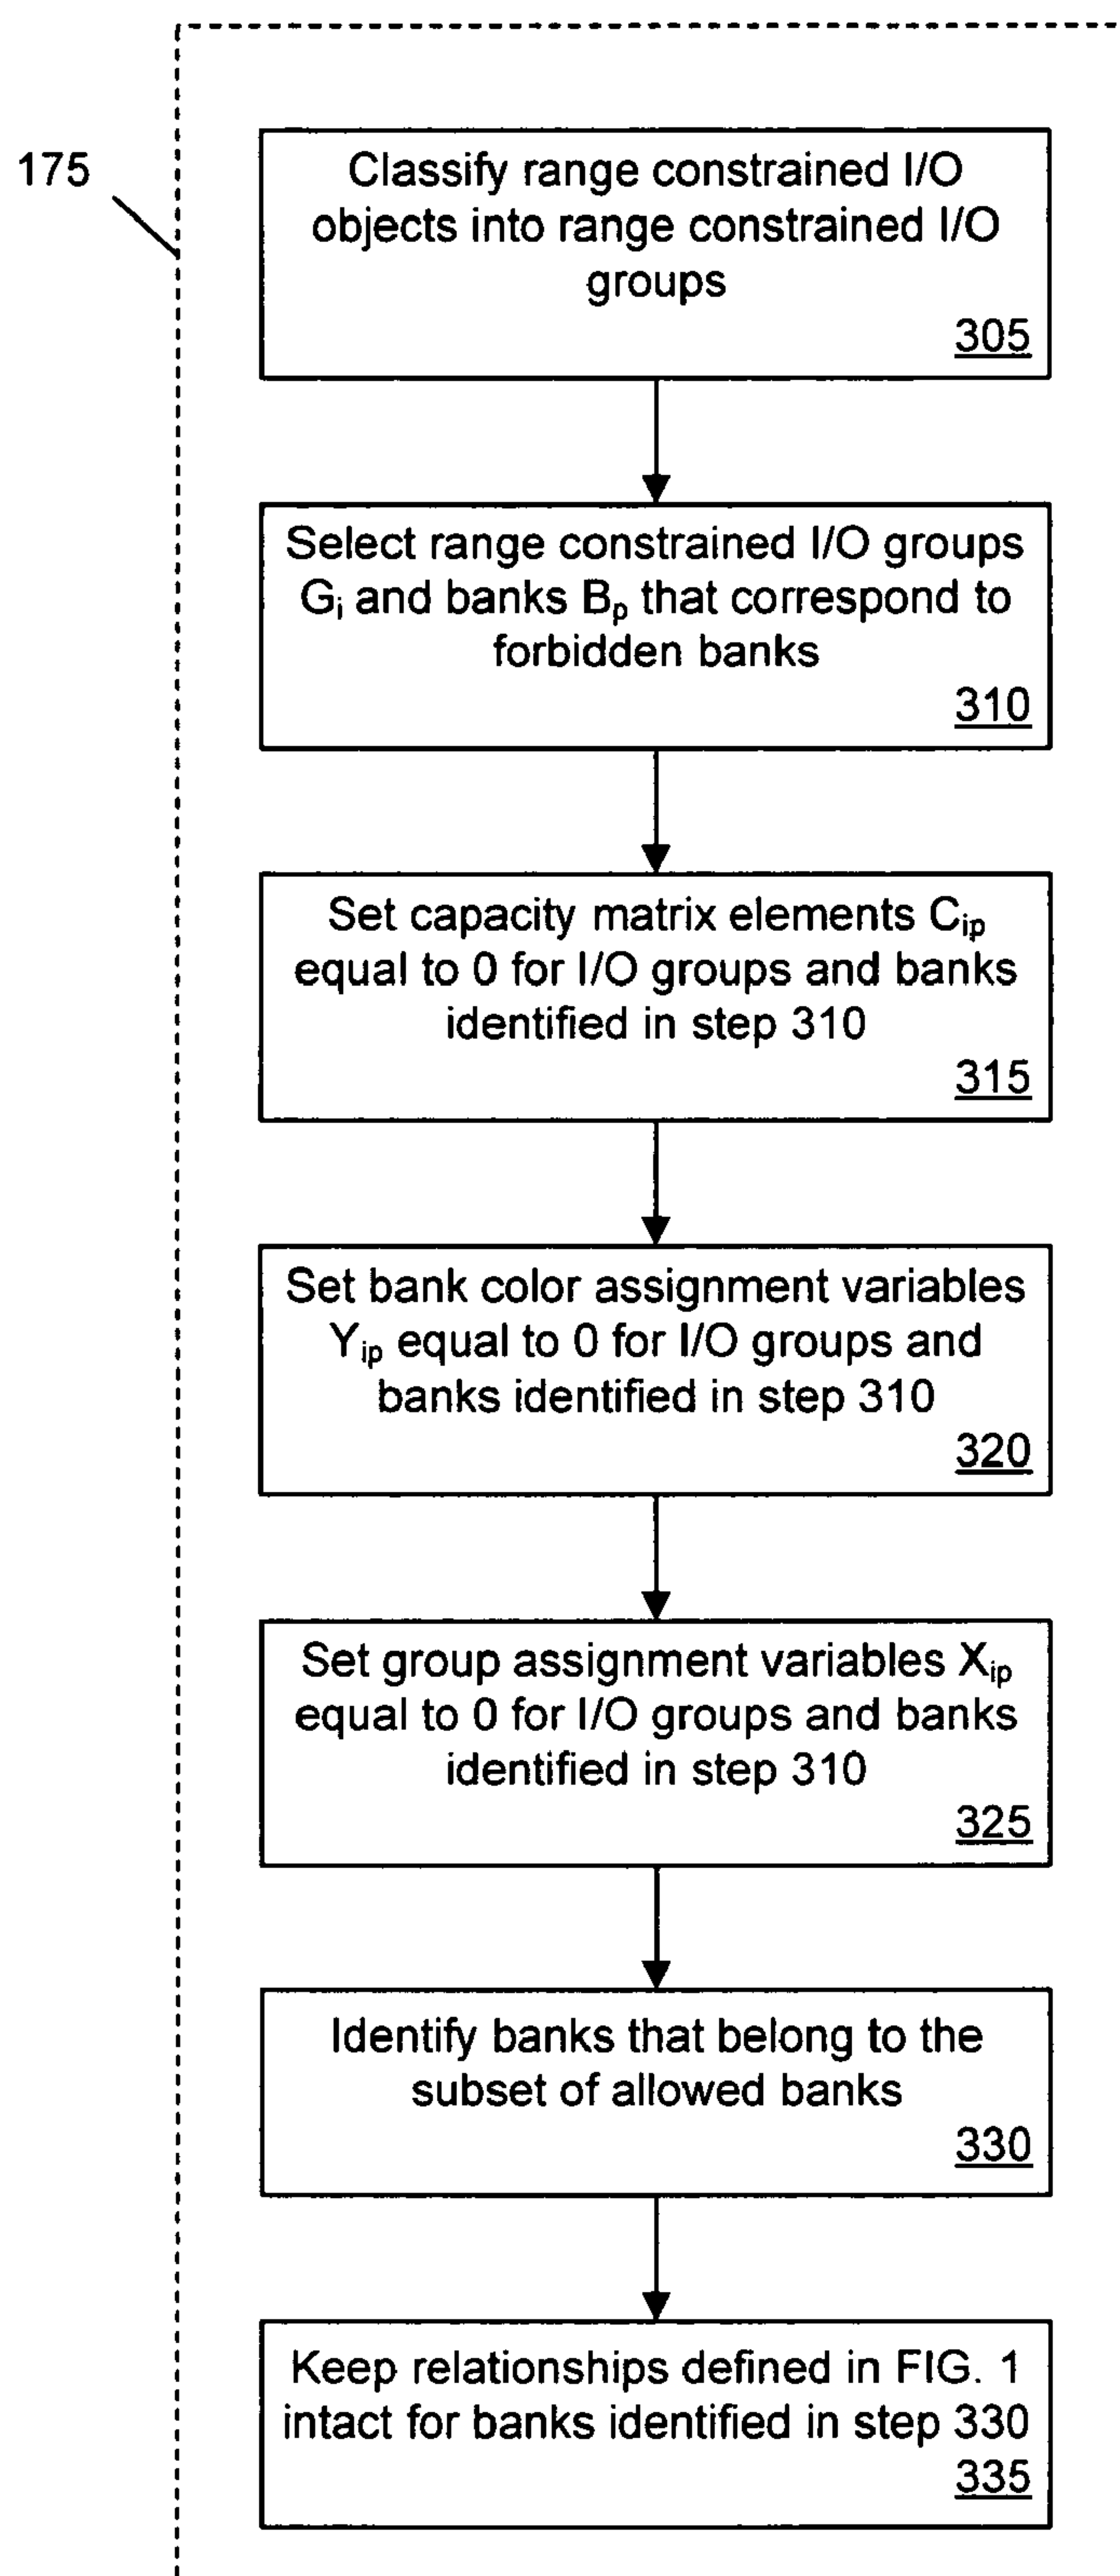 175
Classify range constrained I/O
objects into range constrained I/O
groups
305
Select range constrained I/O groups
Gi and banks Bp that correspond to
forbidden banks
310
Set capacity matrix elements Cip
equal to 0 for I/O groups and banks
identified in step 310
315
Set bank color assignment variables
Yip equal to 0 for I/O groups and
banks identified in step 310
320
Set group assignment variables Xip
equal to 0 for I/O groups and banks
identified in step 310
325
Identify banks that belong to the
subset of allowed banks
330
Keep relationships defined in FIG. 1
intact for banks identified in step 330
335